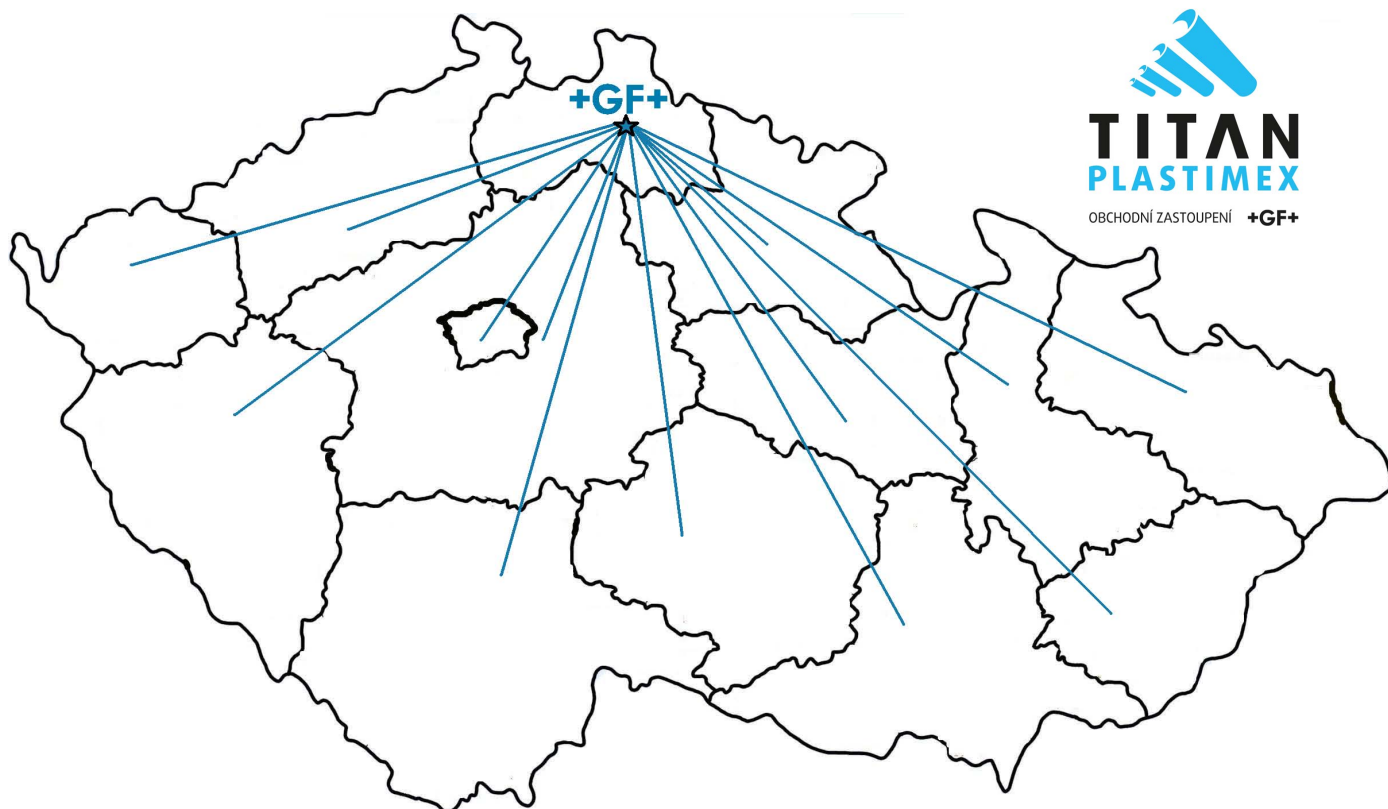 +GF+
TITAN
PLASTIMEX
OBCHODNÍ ZASTOUPENÍ +GF+